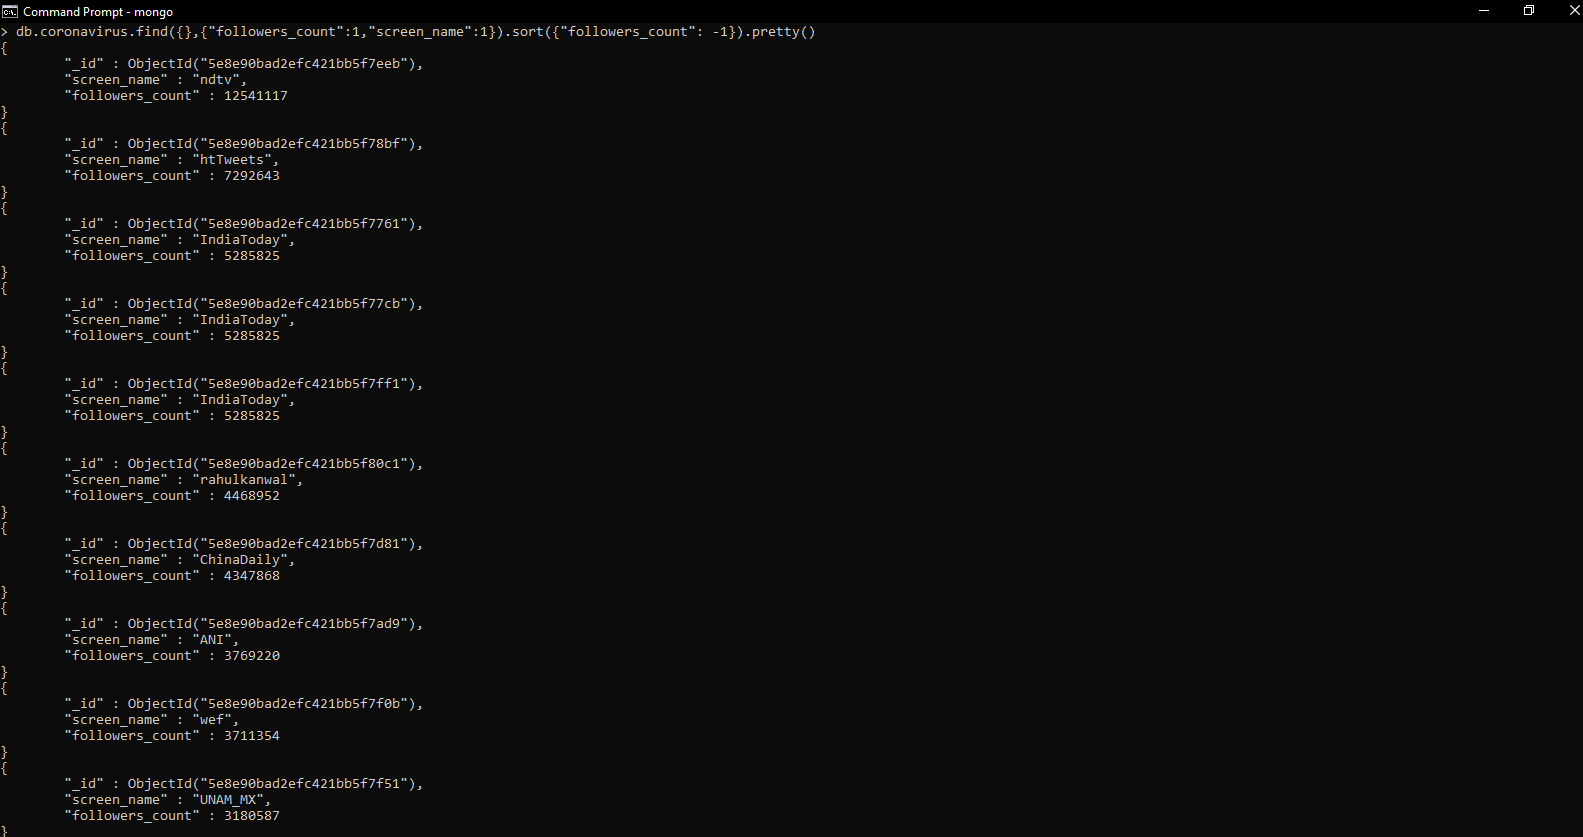 Command Prompt - mongo
> db.coronavirus.find({},{"followers_count":1,"screen_name":1}).sort({"followers_count": -1}).pretty()
{
"_id" : ObjectId("5e8e90bad2efc421bb5f7eeb"),
"screen_name" : "ndtv",
"followers_count" : 12541117
}
{
"_id" : ObjectId("5e8e90bad2efc421bb5f78bf"),
"screen_name" : "htTweets",
"followers_count" : 7292643
}
{
"_id" : ObjectId("5e8e90bad2efc421bb5f7761"),
"screen_name" : "IndiaToday",
"followers_count" : 5285825
}
{
"_id" : ObjectId("5e8e90bad2efc421bb5f77cb"),
"screen_name" : "IndiaToday",
"followers_count" : 5285825
}
{
"_id" : ObjectId("5e8e90bad2efc421bb5f7ff1"),
"screen_name" : "IndiaToday",
"followers_count" : 5285825
}
{
"_id" : ObjectId("5e8e90bad2efc421bb5f80c1"),
"screen_name" : "rahulkanwal",
"followers_count" : 4468952
}
{
"_id" : ObjectId("5e8e90bad2efc421bb5f7d81"),
"screen_name" : "ChinaDaily",
"followers_count" : 4347868
}
{
"_id" : ObjectId("5e8e90bad2efc421bb5f7ad9"),
"screen_name" : "ANI",
"followers_count" : 3769220
}
{
"_id" : ObjectId("5e8e90bad2efc421bb5f7f0b"),
"screen_name" : "wef",
"followers_count" : 3711354
}
{
"_id" : ObjectId("5e8e90bad2efc421bb5f7f51"),
"screen_name" : "UNAM_MX",
"followers_count" : 3180587
}